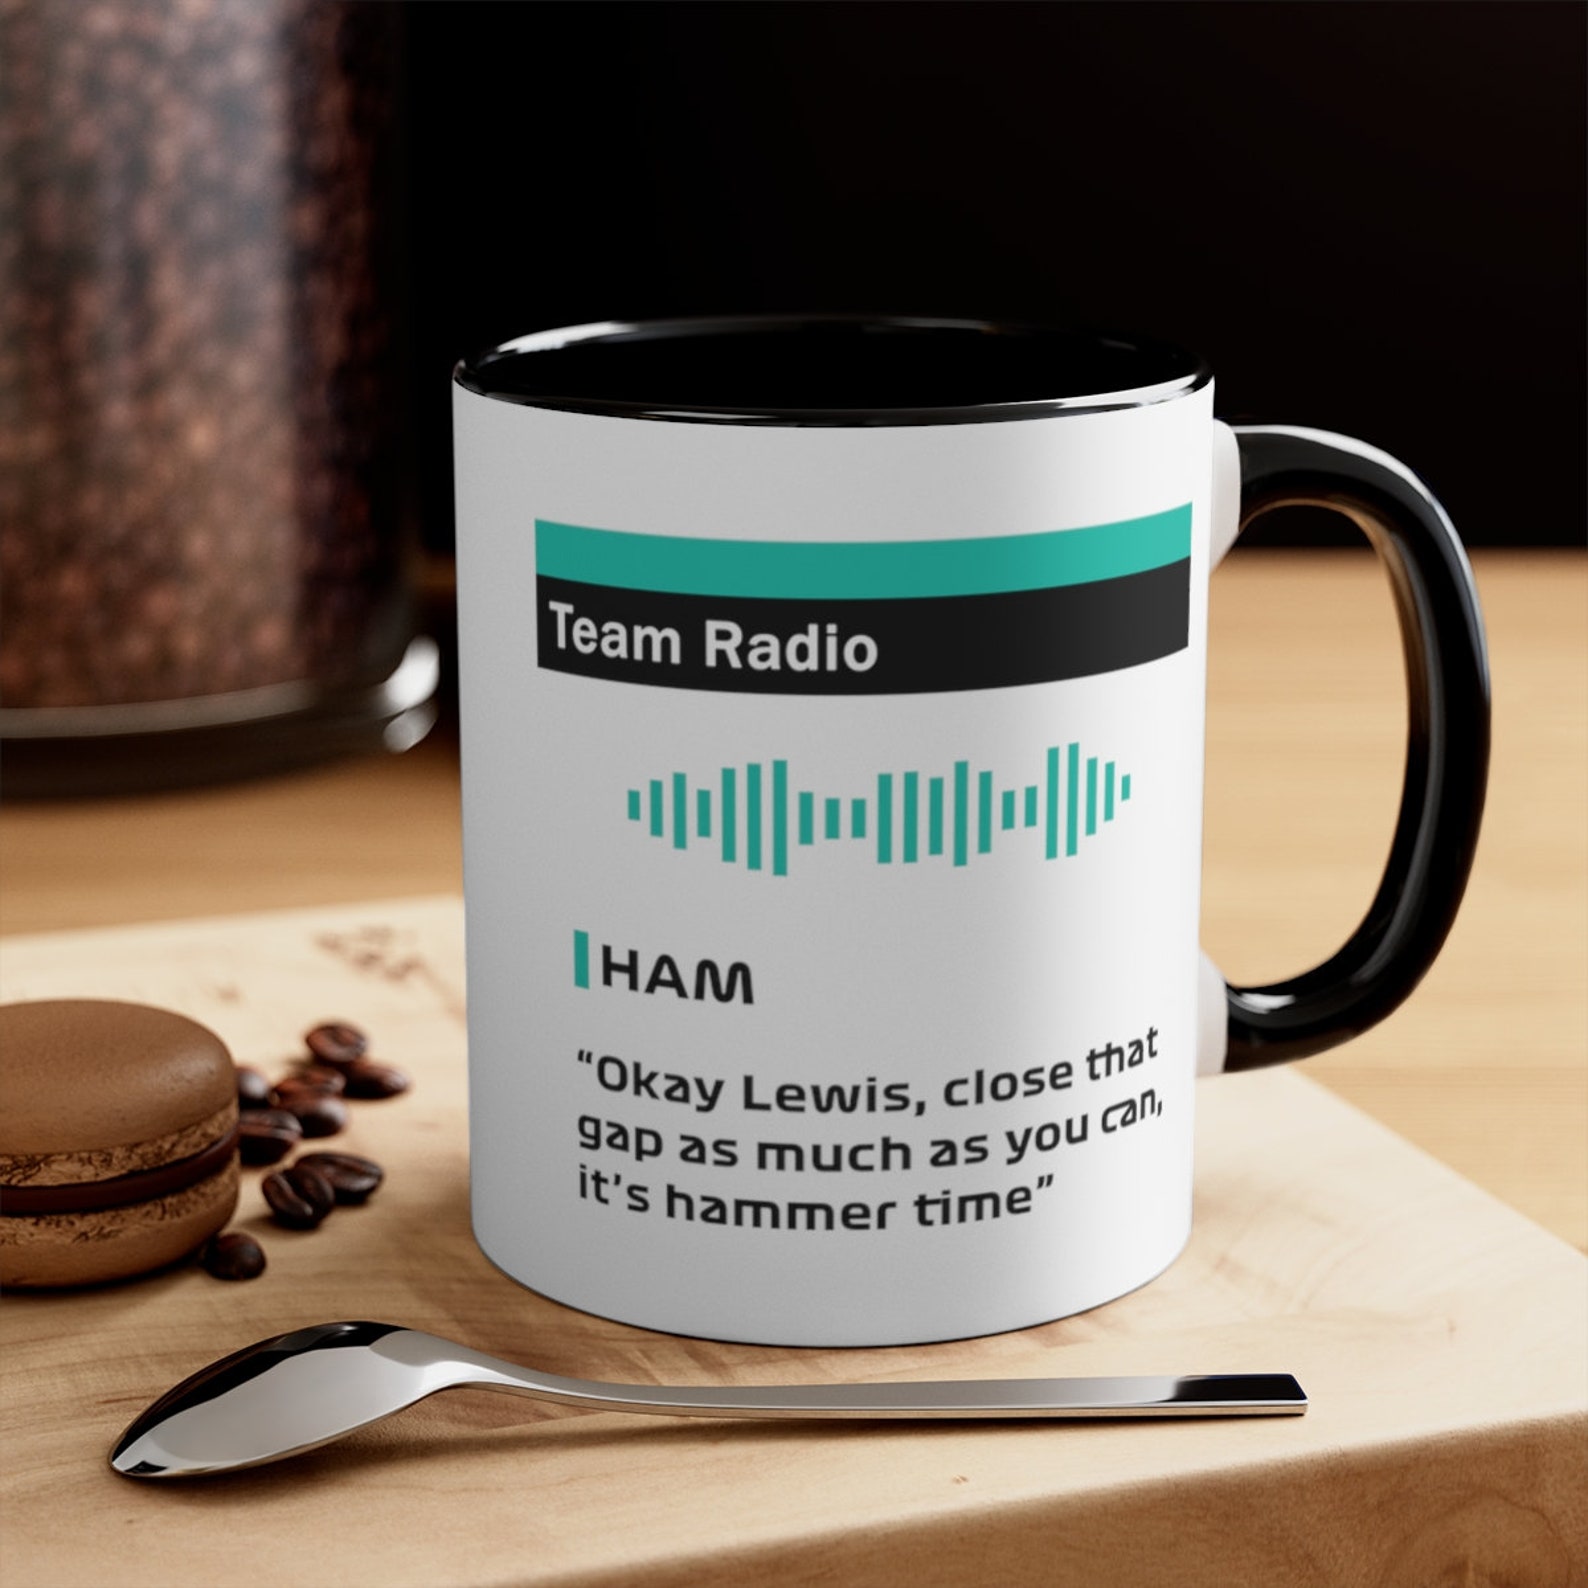 Team Radio
HAM
“Okay Lewis, close that
gap as much as you can,
it’s hammer time”